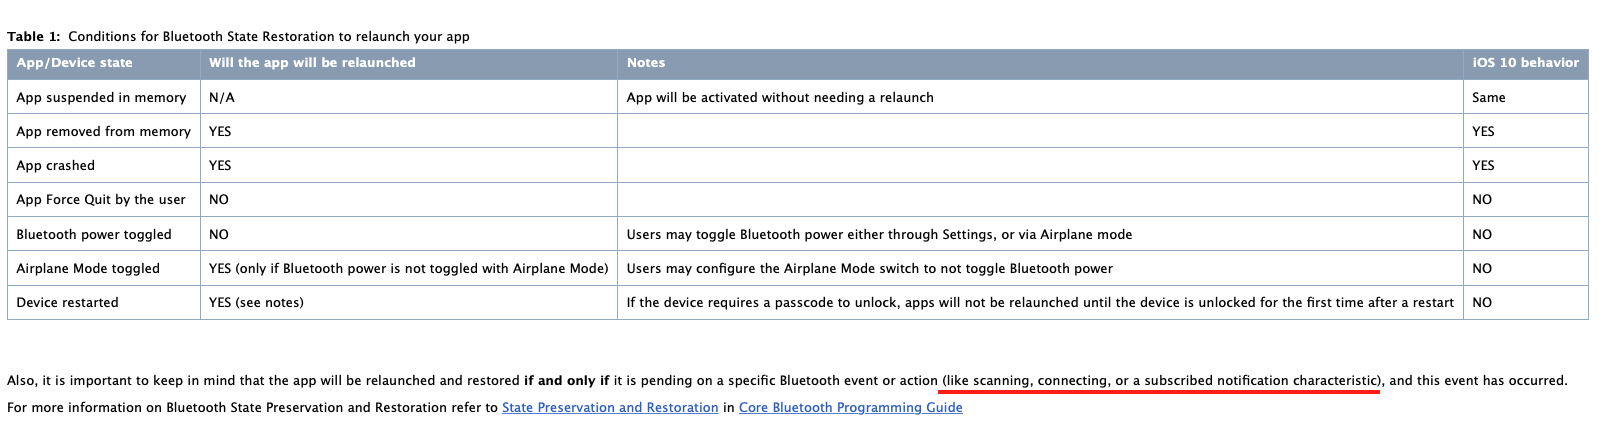 Table 1: Conditions for Bluetooth State Restoration to relaunch your app
App/Device state Will the app will be relaunched Notes iOS 10 behavior
App suspended in memory N/A App will be activated without needing a relaunch Same
App removed from memory YES YES
App crashed YES YES
App Force Quit by the user NO NO
Bluetooth power toggled NO Users may toggle Bluetooth power either through Settings, or via Airplane mode NO
Airplane Mode toggled YES (only if Bluetooth power is not toggled with Airplane Mode) Users may configure the Airplane Mode switch to not toggle Bluetooth power NO
Device restarted YES (see notes) If the device requires a passcode to unlock, apps will not be relaunched until the device is unlocked for the first time after a restart NO
Also, it is important to keep in mind that the app will be relaunched and restored if and only if it is pending on a specific Bluetooth event or action (like scanning, connecting, or a subscribed notification characteristic), and this event has occurred.
For more information on Bluetooth State Preservation and Restoration refer to State Preservation and Restoration in Core Bluetooth Programming Guide